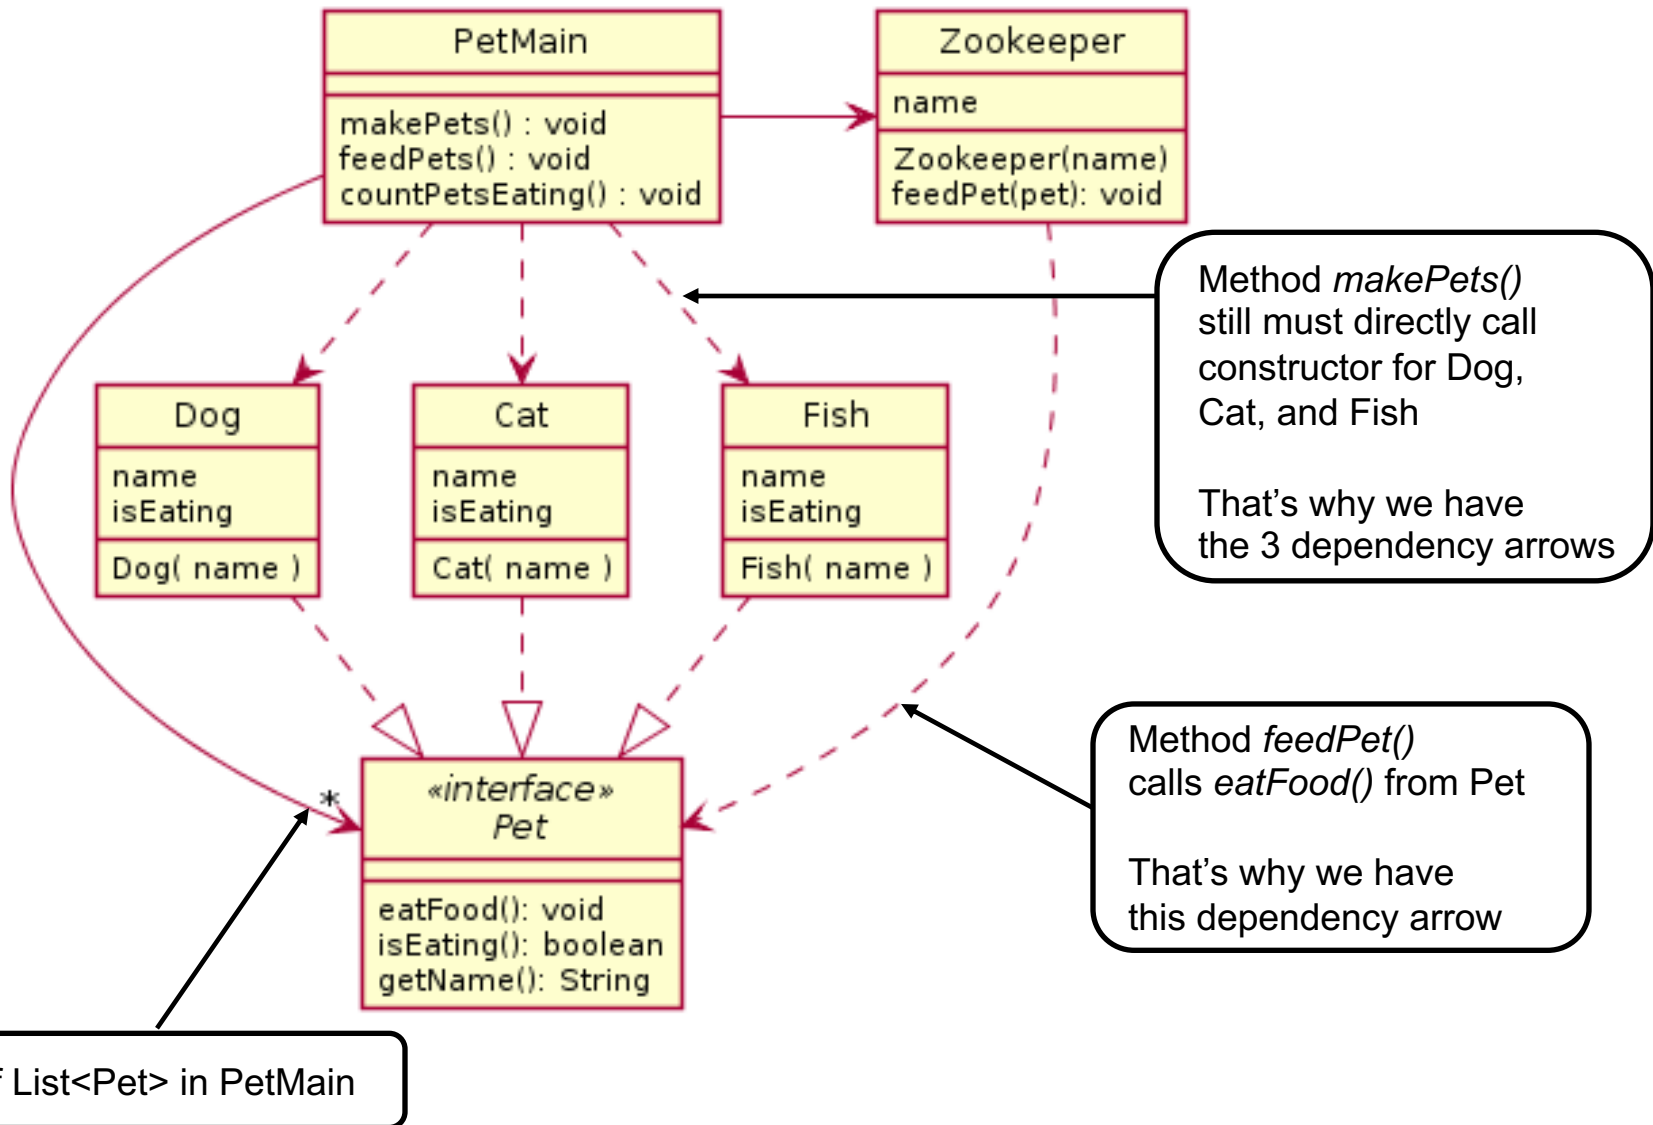 PetMain
makePets() : void
feedPets() : void
countPetsEating() : void
Zookeeper
name
Zookeeper(name)
feedPet(pet): void
Method makePets()
still must directly call
constructor for Dog,
Cat, and Fish
That’s why we have
the 3 dependency arrows
Dog
name
isEating
Dog( name )
Cat
name
isEating
Cat( name )
Fish
name
isEating
Fish( name )
Method feedPet()
calls eatFood() from Pet
That’s why we have
this dependency arrow
*
«interface»
Pet
eatFood(): void
isEating(): boolean
getName(): String
List<Pet> in PetMain